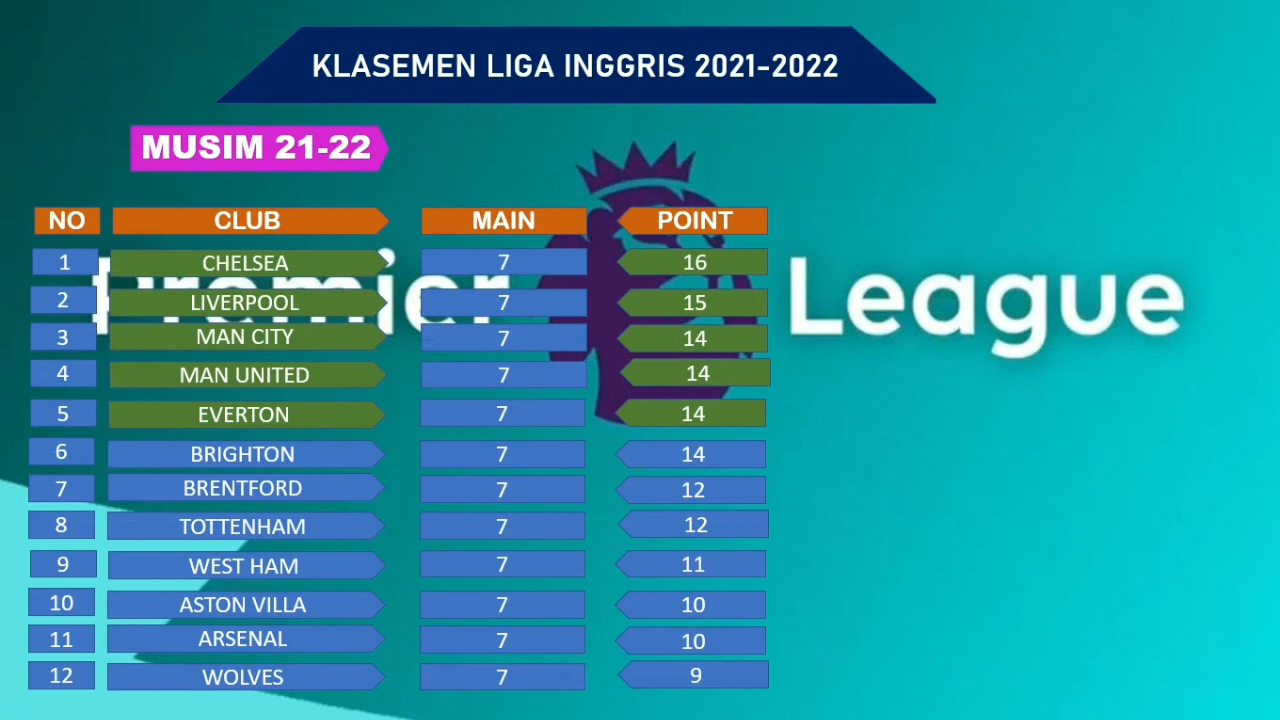 KLASEMEN LIGA INGGRIS 2021-2022
MUSIM 21-22
NO CLUB MAIN POINT
1 CHELSEA 7 16
2 LIVERPOOL 7 15
3 MAN CITY 7 14
4 MAN UNITED 7 14
5 EVERTON 7 14
6 BRIGHTON 7 14
7 BRENTFORD 7 12
8 TOTTENHAM 7 12
9 WEST HAM 7 11
10 ASTON VILLA 7 10
11 ARSENAL 7 10
12 WOLVES 7 9
Premier League